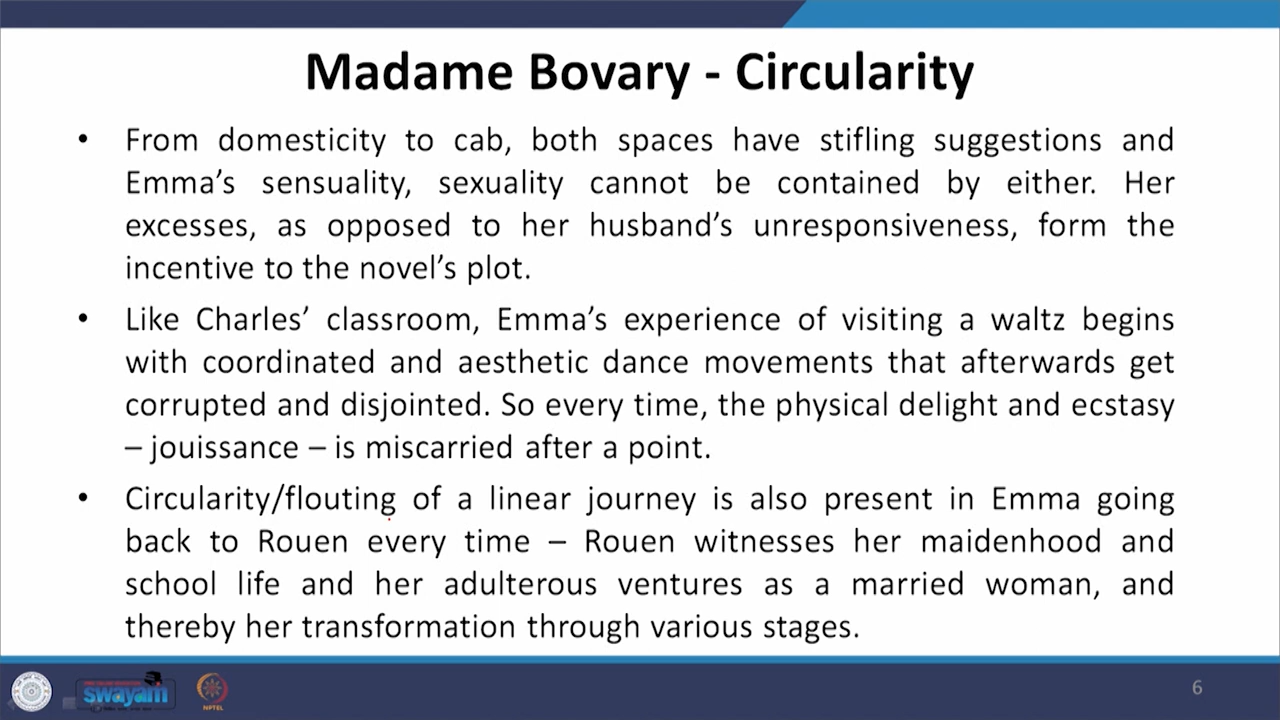 Madame Bovary - Circularity
• From domesticity to cab, both spaces have stifling suggestions and
Emma’s sensuality, sexuality cannot be contained by either. Her
excesses, as opposed to her husband’s unresponsiveness, form the
incentive to the novel’s plot.
• Like Charles’ classroom, Emma’s experience of visiting a waltz begins
with coordinated and aesthetic dance movements that afterwards get
corrupted and disjointed. So every time, the physical delight and ecstasy
– jouissance – is miscarried after a point.
• Circularity/flouting of a linear journey is also present in Emma going
back to Rouen every time – Rouen witnesses her maidenhood and
school life and her adulterous ventures as a married woman, and
thereby her transformation through various stages.
swayam
NPTEL
6